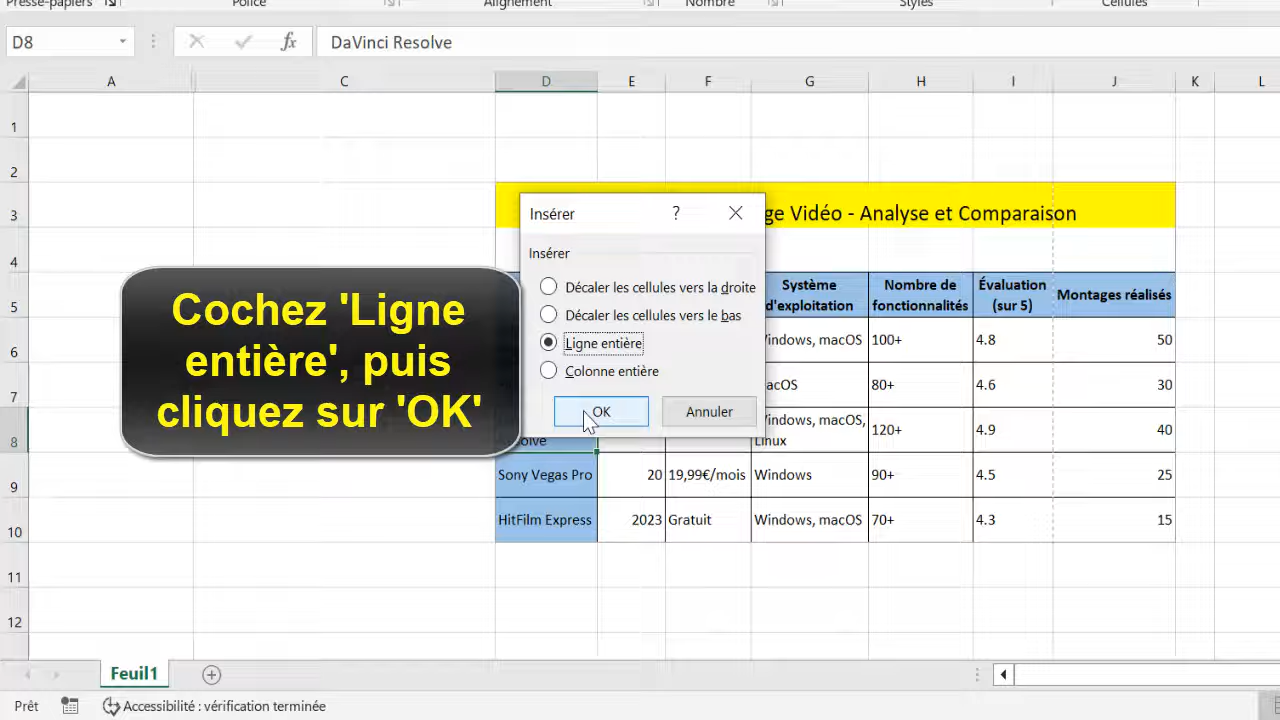 Presse-papiers
Police
Alignement
Nombre
Styles
Cellules
D8
fx
DaVinci Resolve
A C D E F G H I J K L
1
2
3
ge Vidéo - Analyse et Comparaison
4
5
Système
d'exploitation
Nombre de
fonctionnalités
Évaluation
(sur 5)
Montages réalisés
6
indows, macOS 100+ 4.8 50
7
acOS 80+ 4.6 30
8
indows, macOS,
Linux
120+ 4.9 40
9
Sony Vegas Pro 20 19,99€/mois Windows 90+ 4.5 25
10
HitFilm Express 2023 Gratuit Windows, macOS 70+ 4.3 15
11
12
Insérer ?
Insérer
Décaler les cellules vers la droite
Décaler les cellules vers le bas
Ligne entière
Colonne entière
OK Annuler
Cochez 'Ligne
entière', puis
cliquez sur 'OK'
Feuil1
Prêt
Accessibilité : vérification terminée